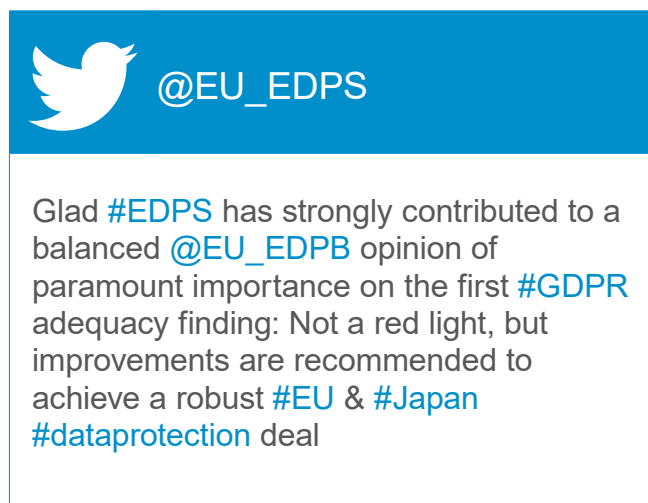 @EU_EDPS
Glad #EDPS has strongly contributed to a
balanced @EU_EDPB opinion of
paramount importance on the first #GDPR
adequacy finding: Not a red light, but
improvements are recommended to
achieve a robust #EU & #Japan
#dataprotection deal